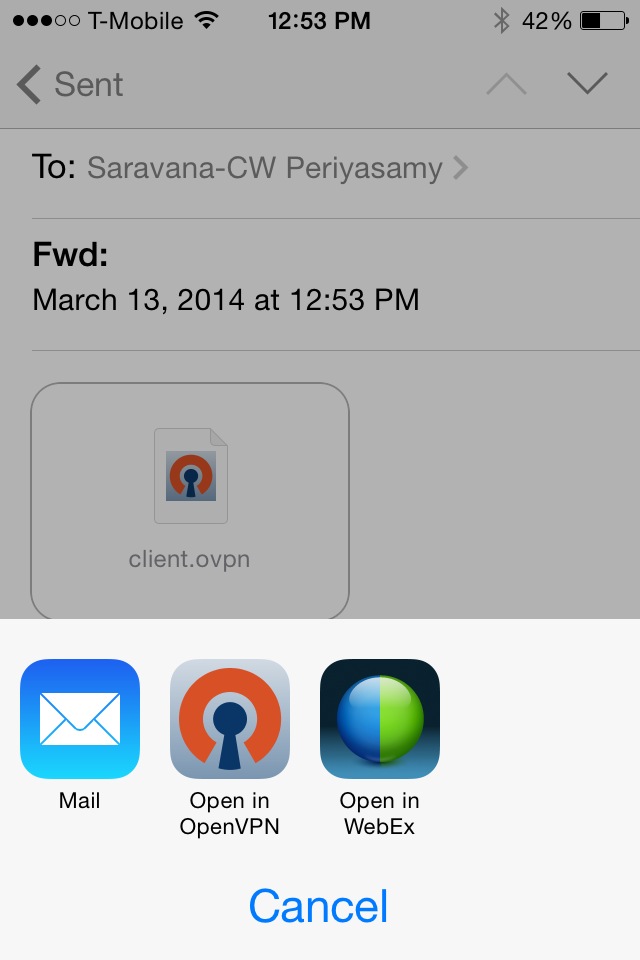 T-Mobile 12:53 PM 42%
Sent
To: Saravana-CW Periyasamy
Fwd:
March 13, 2014 at 12:53 PM
client.ovpn
Mail
Open in
OpenVPN
Open in
WebEx
Cancel